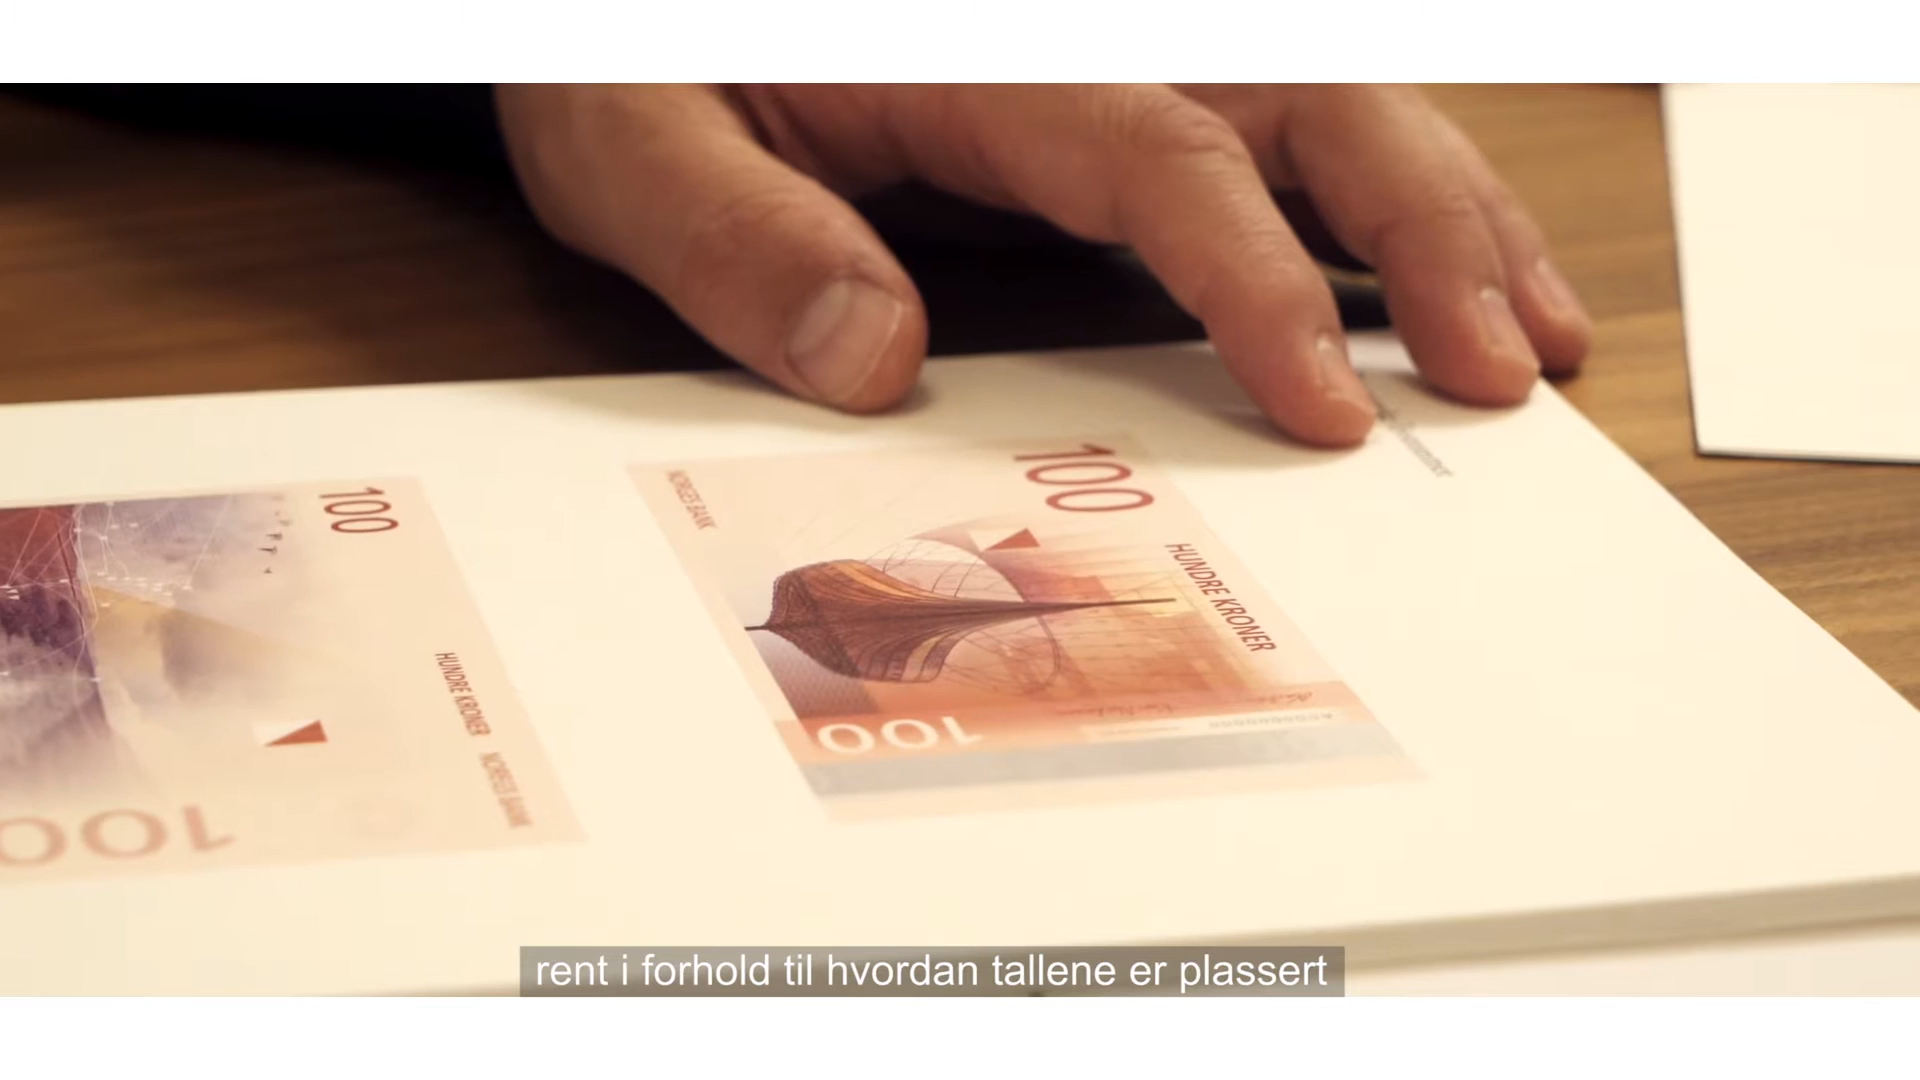 100
HUNDRE KRONER
NORGES BANK
100
NORGES BANK
100
HUNDRE KRONER
100
rent i forhold til hvordan tallene er plassert